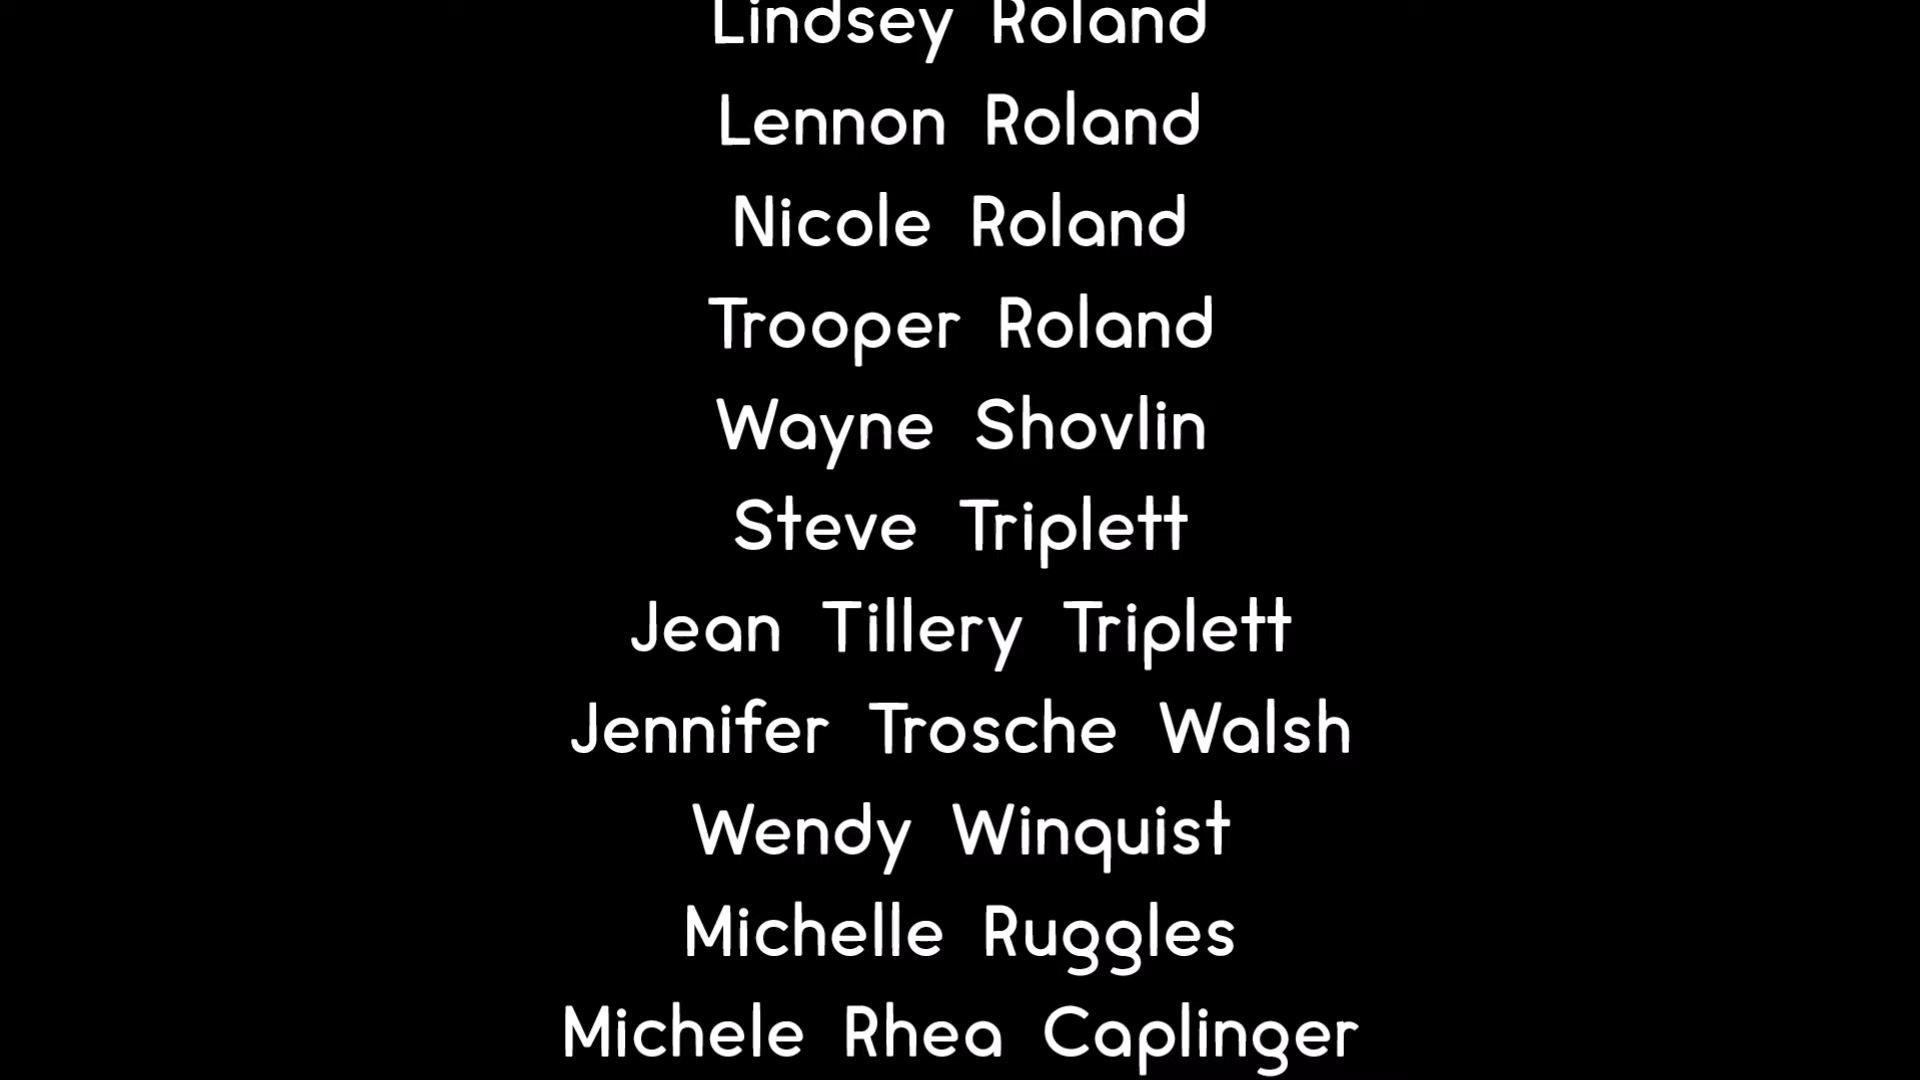 Lindsey Roland
Lennon Roland
Nicole Roland
Trooper Roland
Wayne Shovlin
Steve Triplett
Jean Tillery Triplett
Jennifer Trosche Walsh
Wendy Winquist
Michelle Ruggles
Michele Rhea Caplinger